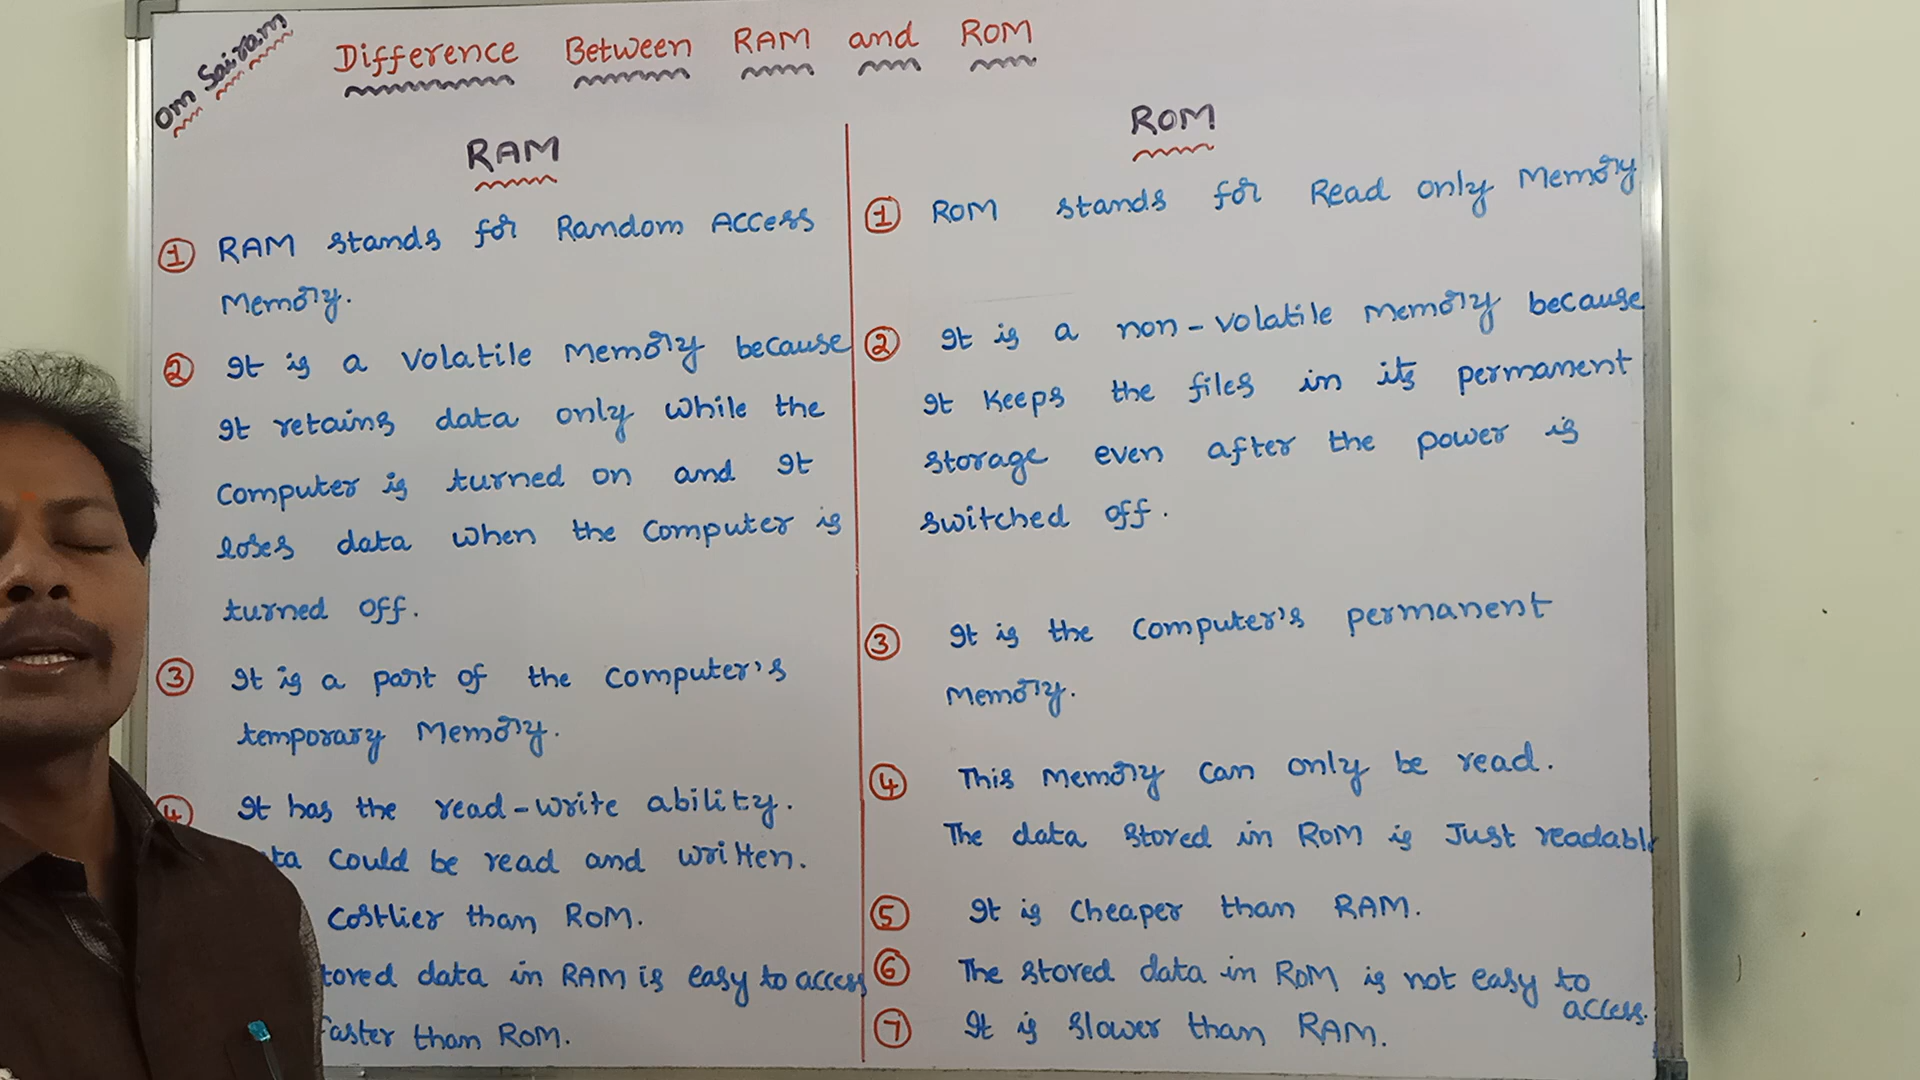 Om Sairam
Difference Between RAM and ROM
RAM
① RAM stands for Random Access
Memory.
② It is a volatile Memory because
It retains data only while the
Computer is turned on and It
loses data when the Computer is
turned off.
③ It is a part of the computer's
temporary Memory.
④ It has the read-write ability.
ta could be read and written.
Costlier than ROM.
tored data in RAM is easy to access
faster than ROM.
ROM
① ROM stands for Read only Memory
② It is a non-volatile Memory because
It keeps the files in its permanent
storage even after the power is
switched off.
③ It is the Computer's permanent
Memory.
④ This Memory can only be read.
The data stored in ROM is Just readable
⑤ It is Cheaper than RAM.
⑥ The stored data in ROM is not easy to
access.
⑦ It is slower than RAM.